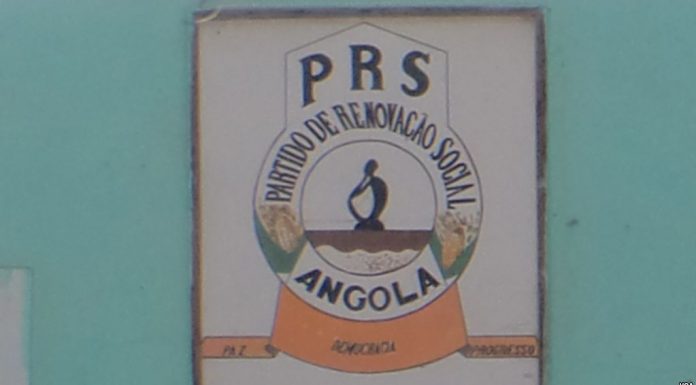 PRS
PARTIDO DE RENOVAÇÃO SOCIAL
ANGOLA
PAZ DEMOCRACIA PROGRESSO